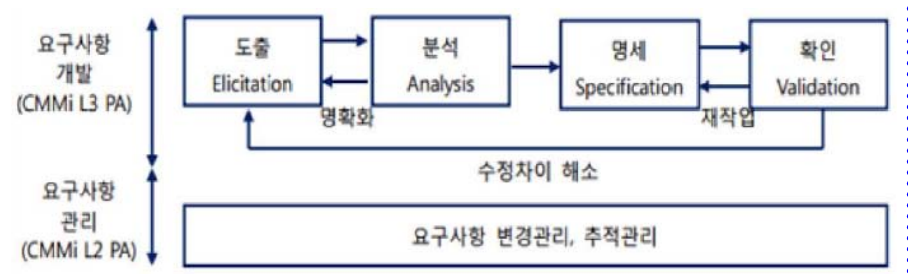 요구사항
개발
(CMMi L3 PA)
도출
Elicitation
분석
Analysis
명세
Specification
확인
Validation
명확화
재작업
수정차이 해소
요구사항
관리
(CMMi L2 PA)
요구사항 변경관리, 추적관리